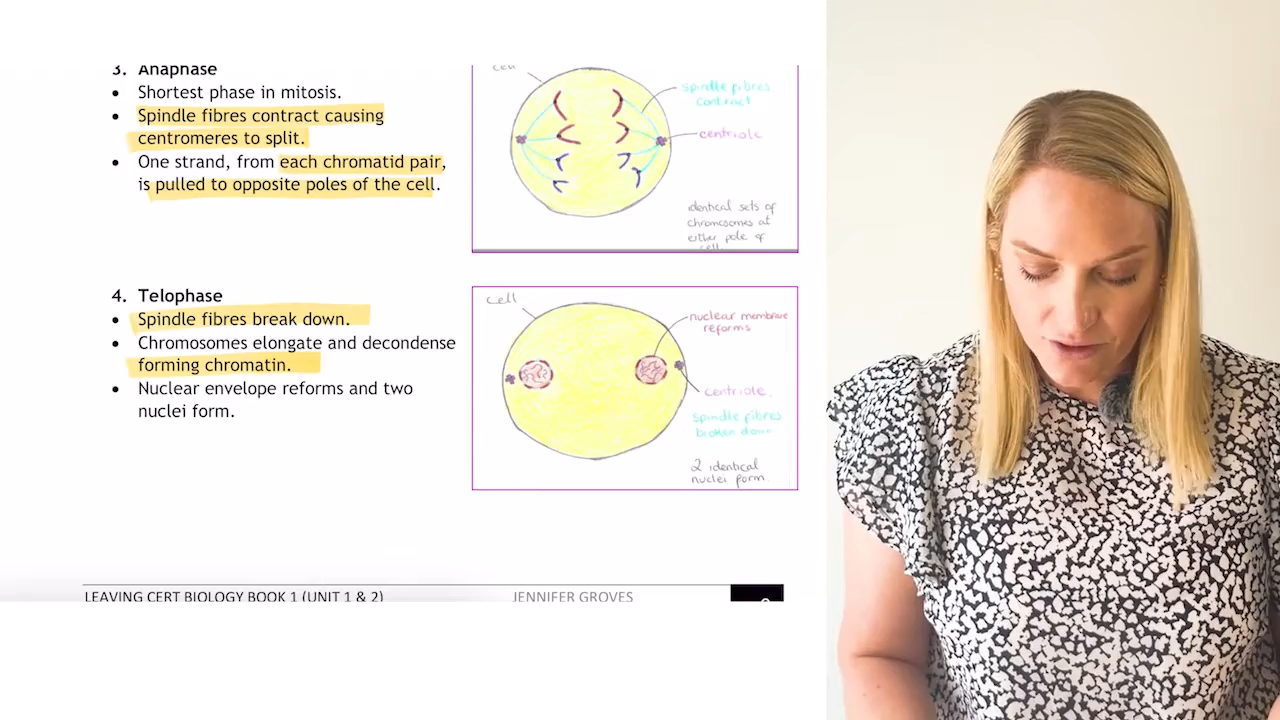 3. Anaphase
• Shortest phase in mitosis.
• Spindle fibres contract causing
centromeres to split.
• One strand, from each chromatid pair,
is pulled to opposite poles of the cell.
cell
spindle fibres
contract
centriole
identical sets of
chromosomes at
either pole of
cell.
4. Telophase
• Spindle fibres break down.
• Chromosomes elongate and decondense
forming chromatin.
• Nuclear envelope reforms and two
nuclei form.
cell
nuclear membrane
reforms
centriole.
spindle fibres
broken down
2 identical
nuclei form.
LEAVING CERT BIOLOGY BOOK 1 (UNIT 1 & 2) JENNIFER GROVES